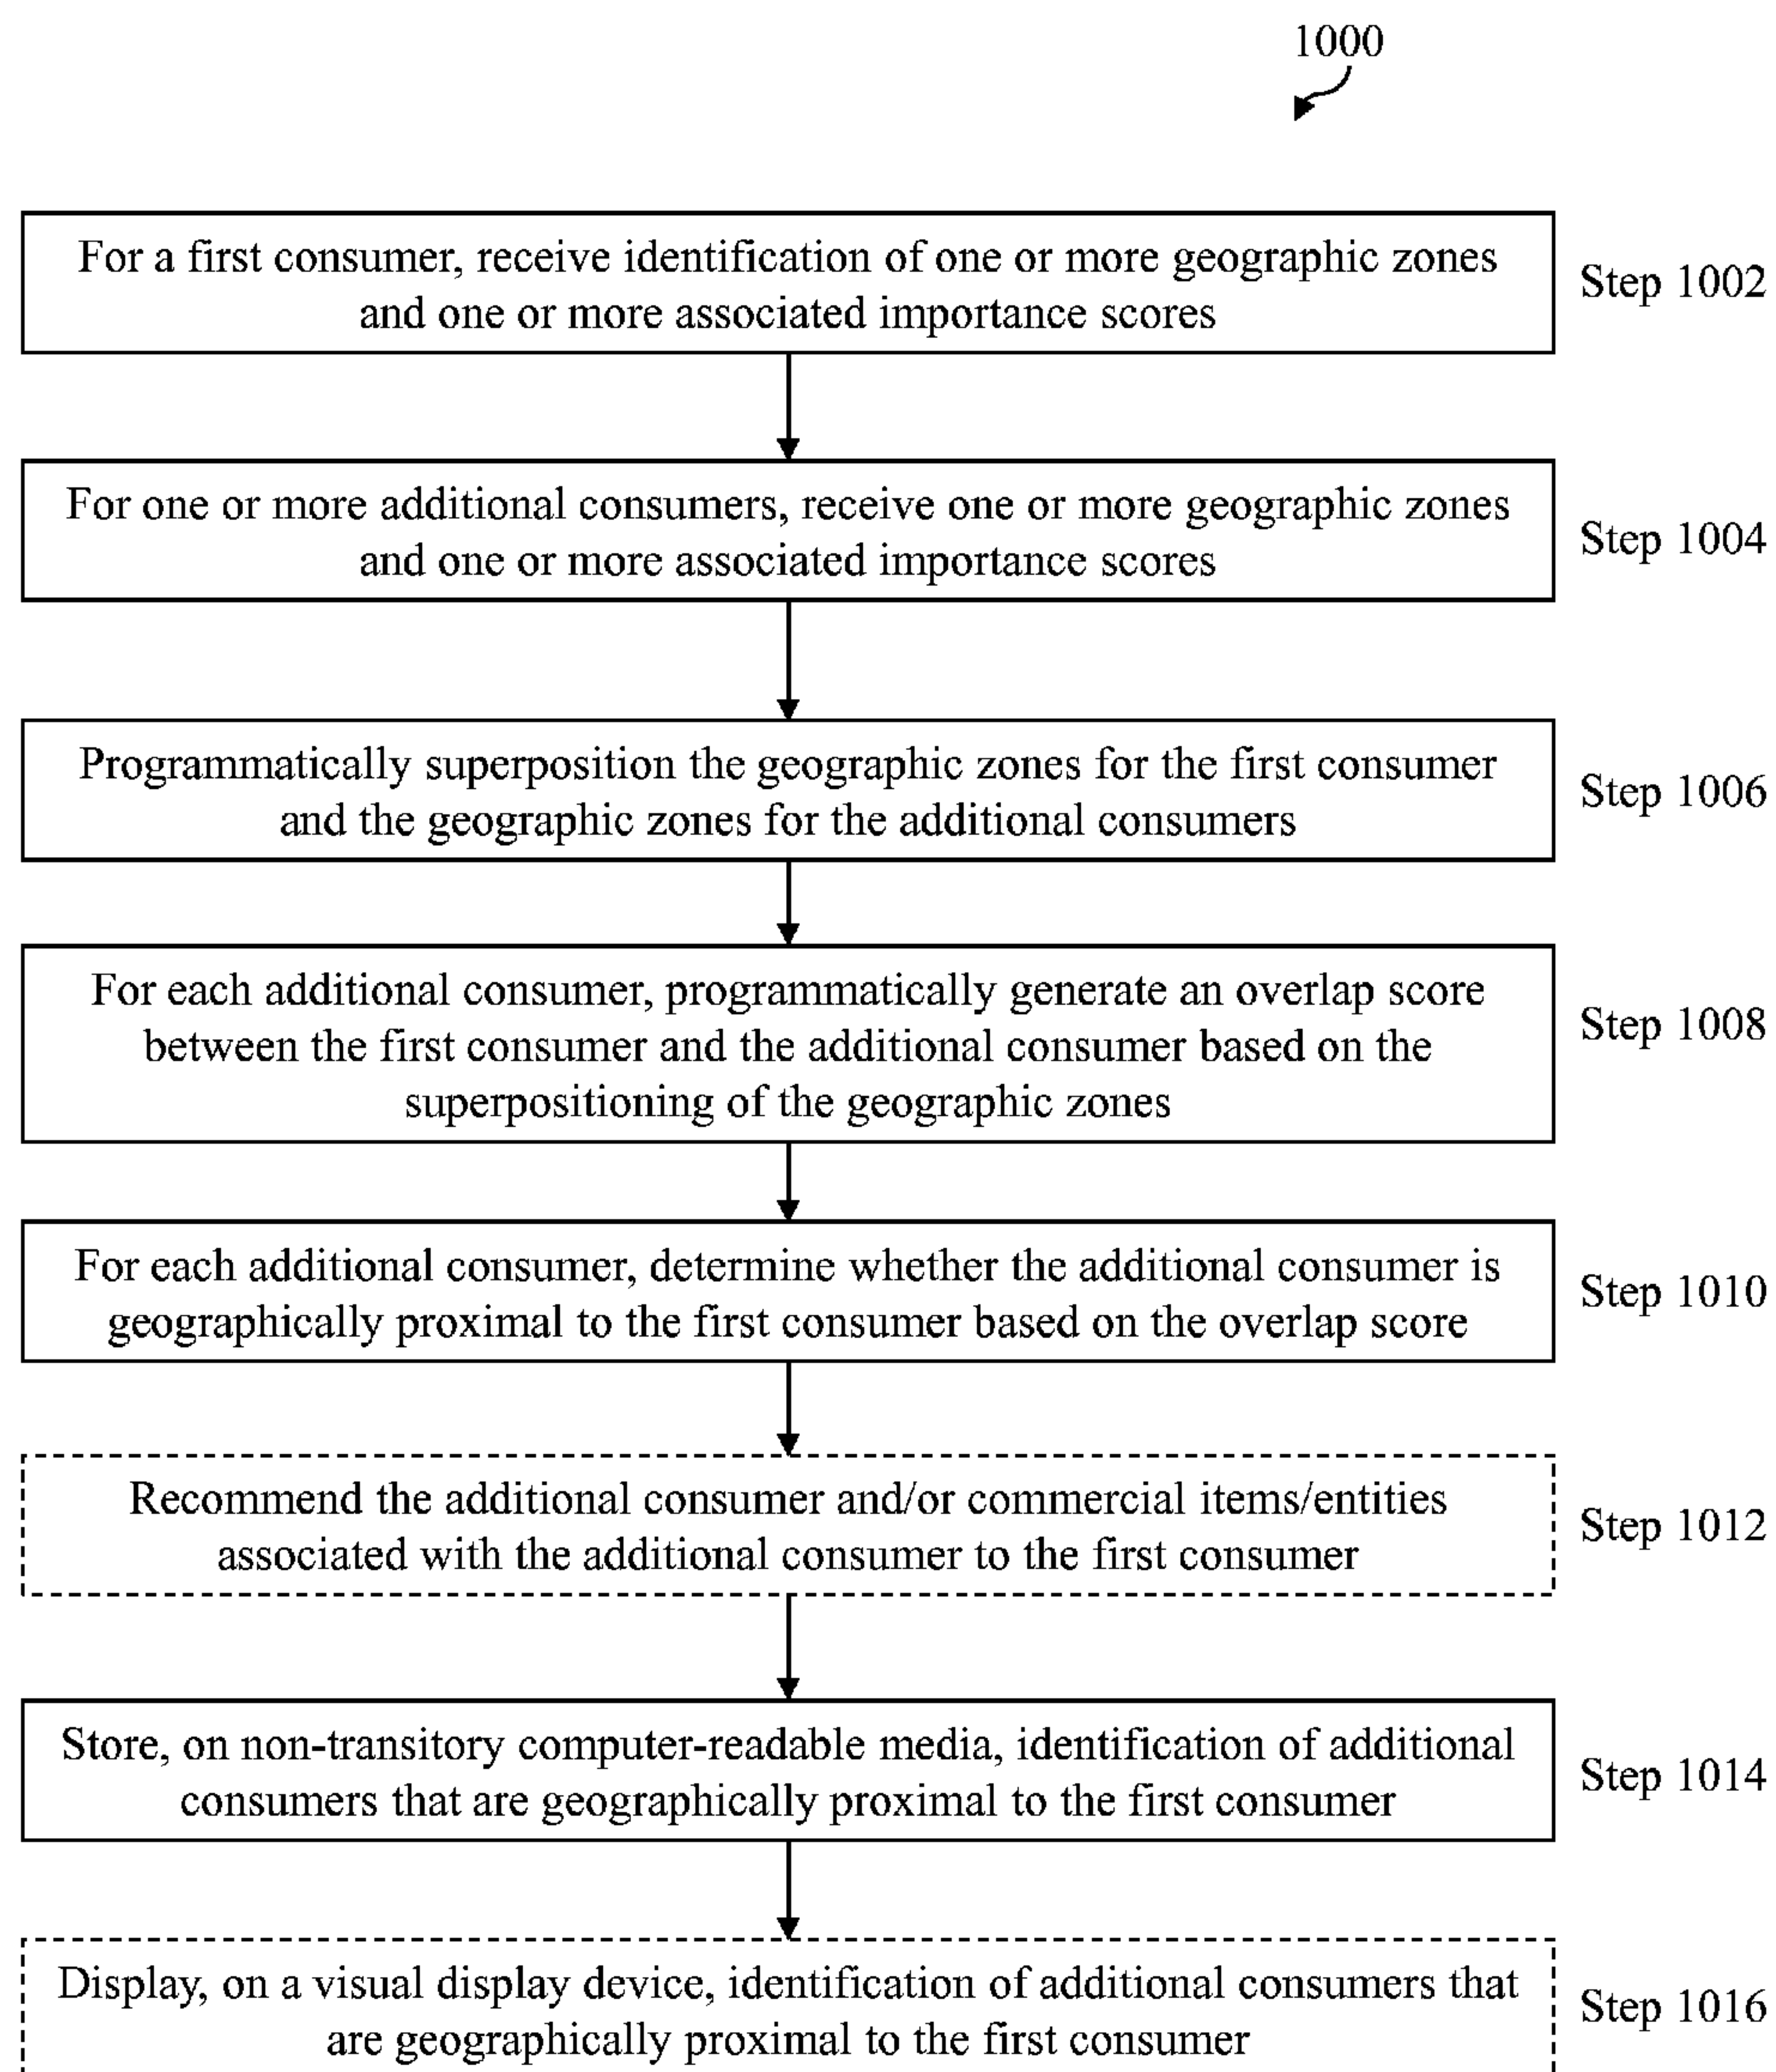 1000
For a first consumer, receive identification of one or more geographic zones
and one or more associated importance scores
Step 1002
For one or more additional consumers, receive one or more geographic zones
and one or more associated importance scores
Step 1004
Programmatically superposition the geographic zones for the first consumer
and the geographic zones for the additional consumers
Step 1006
For each additional consumer, programmatically generate an overlap score
between the first consumer and the additional consumer based on the
superpositioning of the geographic zones
Step 1008
For each additional consumer, determine whether the additional consumer is
geographically proximal to the first consumer based on the overlap score
Step 1010
Recommend the additional consumer and/or commercial items/entities
associated with the additional consumer to the first consumer
Step 1012
Store, on non-transitory computer-readable media, identification of additional
consumers that are geographically proximal to the first consumer
Step 1014
Display, on a visual display device, identification of additional consumers that
are geographically proximal to the first consumer
Step 1016